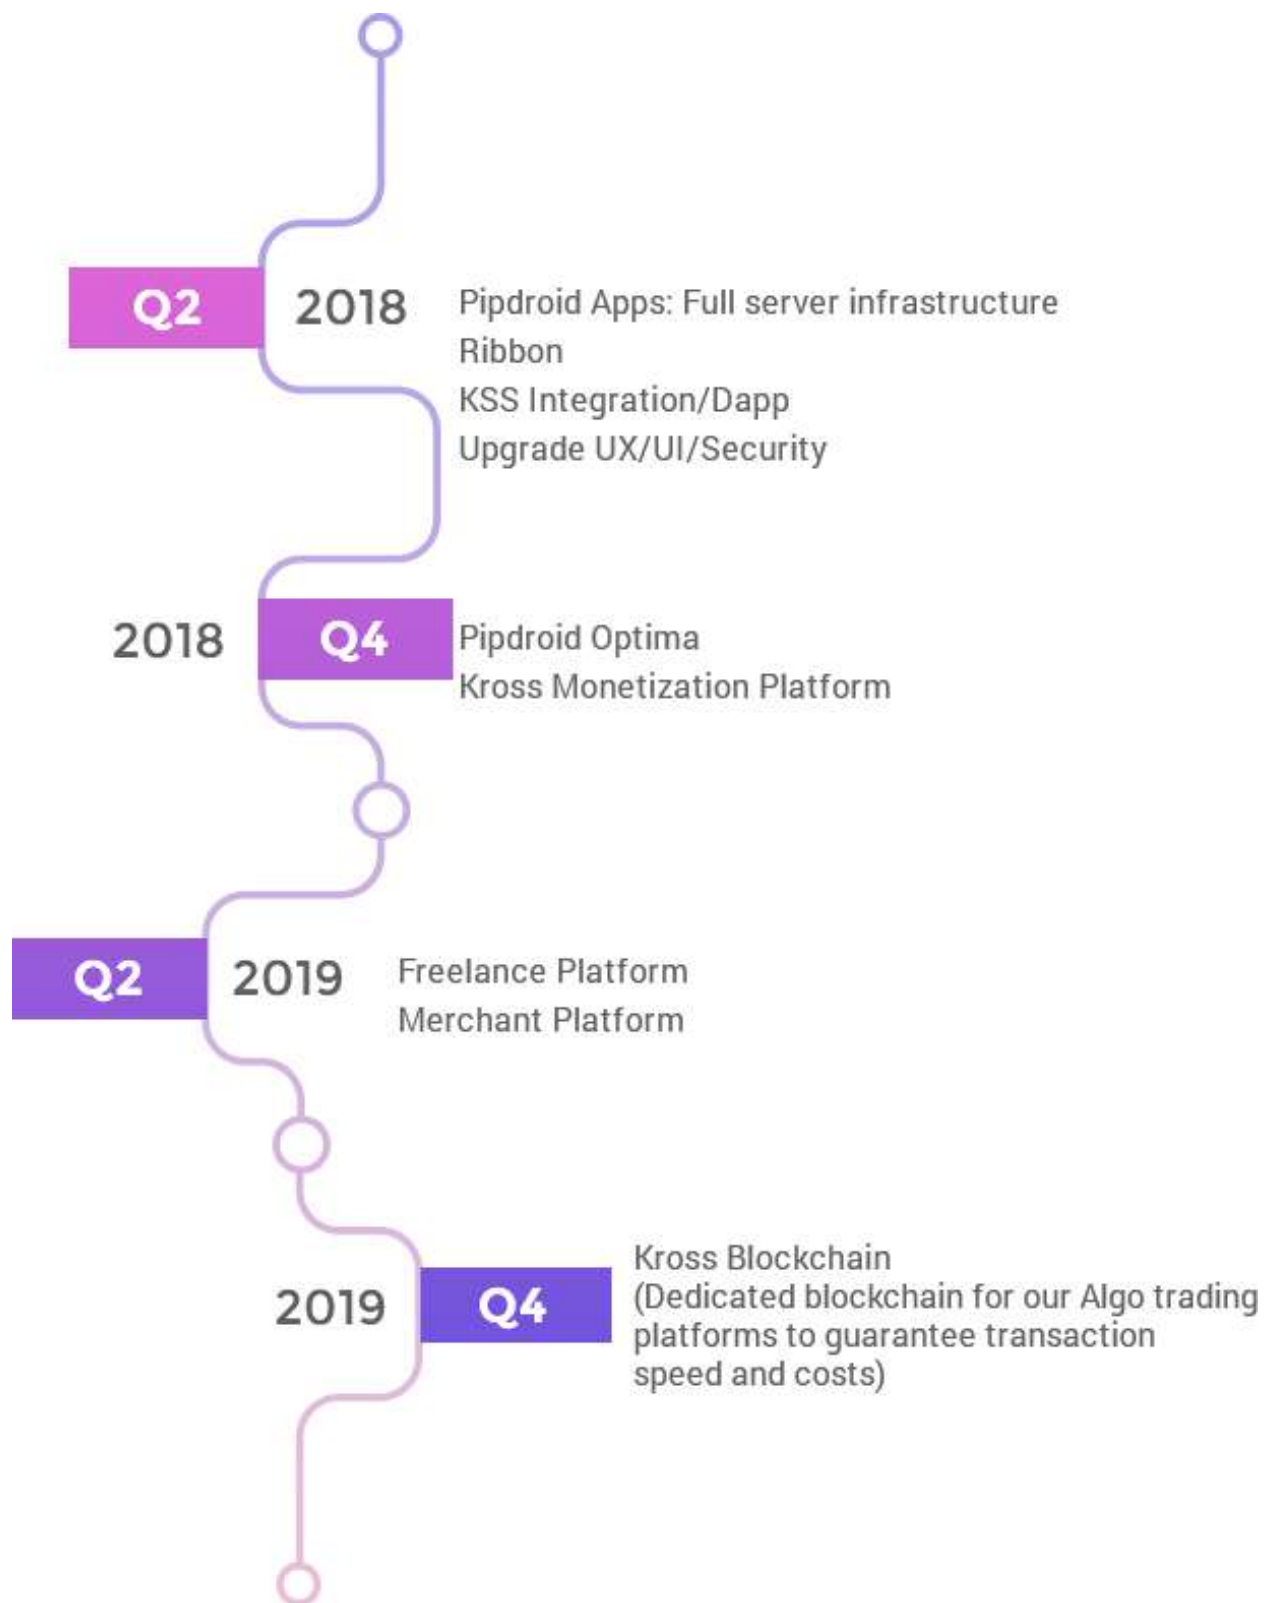 Q2 2018
Pipdroid Apps: Full server infrastructure
Ribbon
KSS Integration/Dapp
Upgrade UX/UI/Security
2018 Q4
Pipdroid Optima
Kross Monetization Platform
Q2 2019
Freelance Platform
Merchant Platform
2019 Q4
Kross Blockchain
(Dedicated blockchain for our Algo trading
platforms to guarantee transaction
speed and costs)